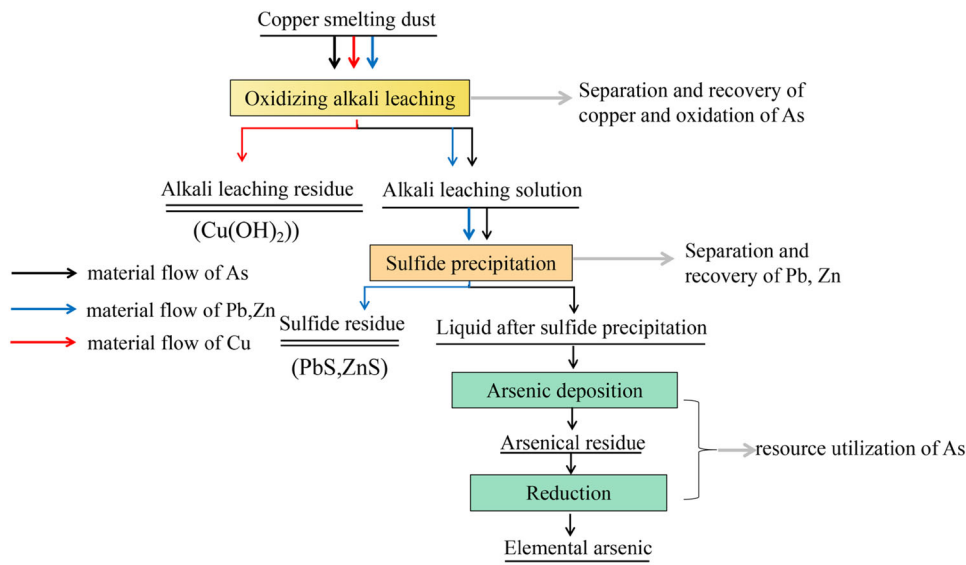 Copper smelting dust
Oxidizing alkali leaching
Separation and recovery of
copper and oxidation of As
Alkali leaching residue
(Cu(OH)₂))
Alkali leaching solution
Sulfide precipitation
Separation and
recovery of Pb, Zn
material flow of As
material flow of Pb,Zn
material flow of Cu
Sulfide residue
(PbS,ZnS)
Liquid after sulfide precipitation
Arsenic deposition
Arsenical residue
Reduction
resource utilization of As
Elemental arsenic